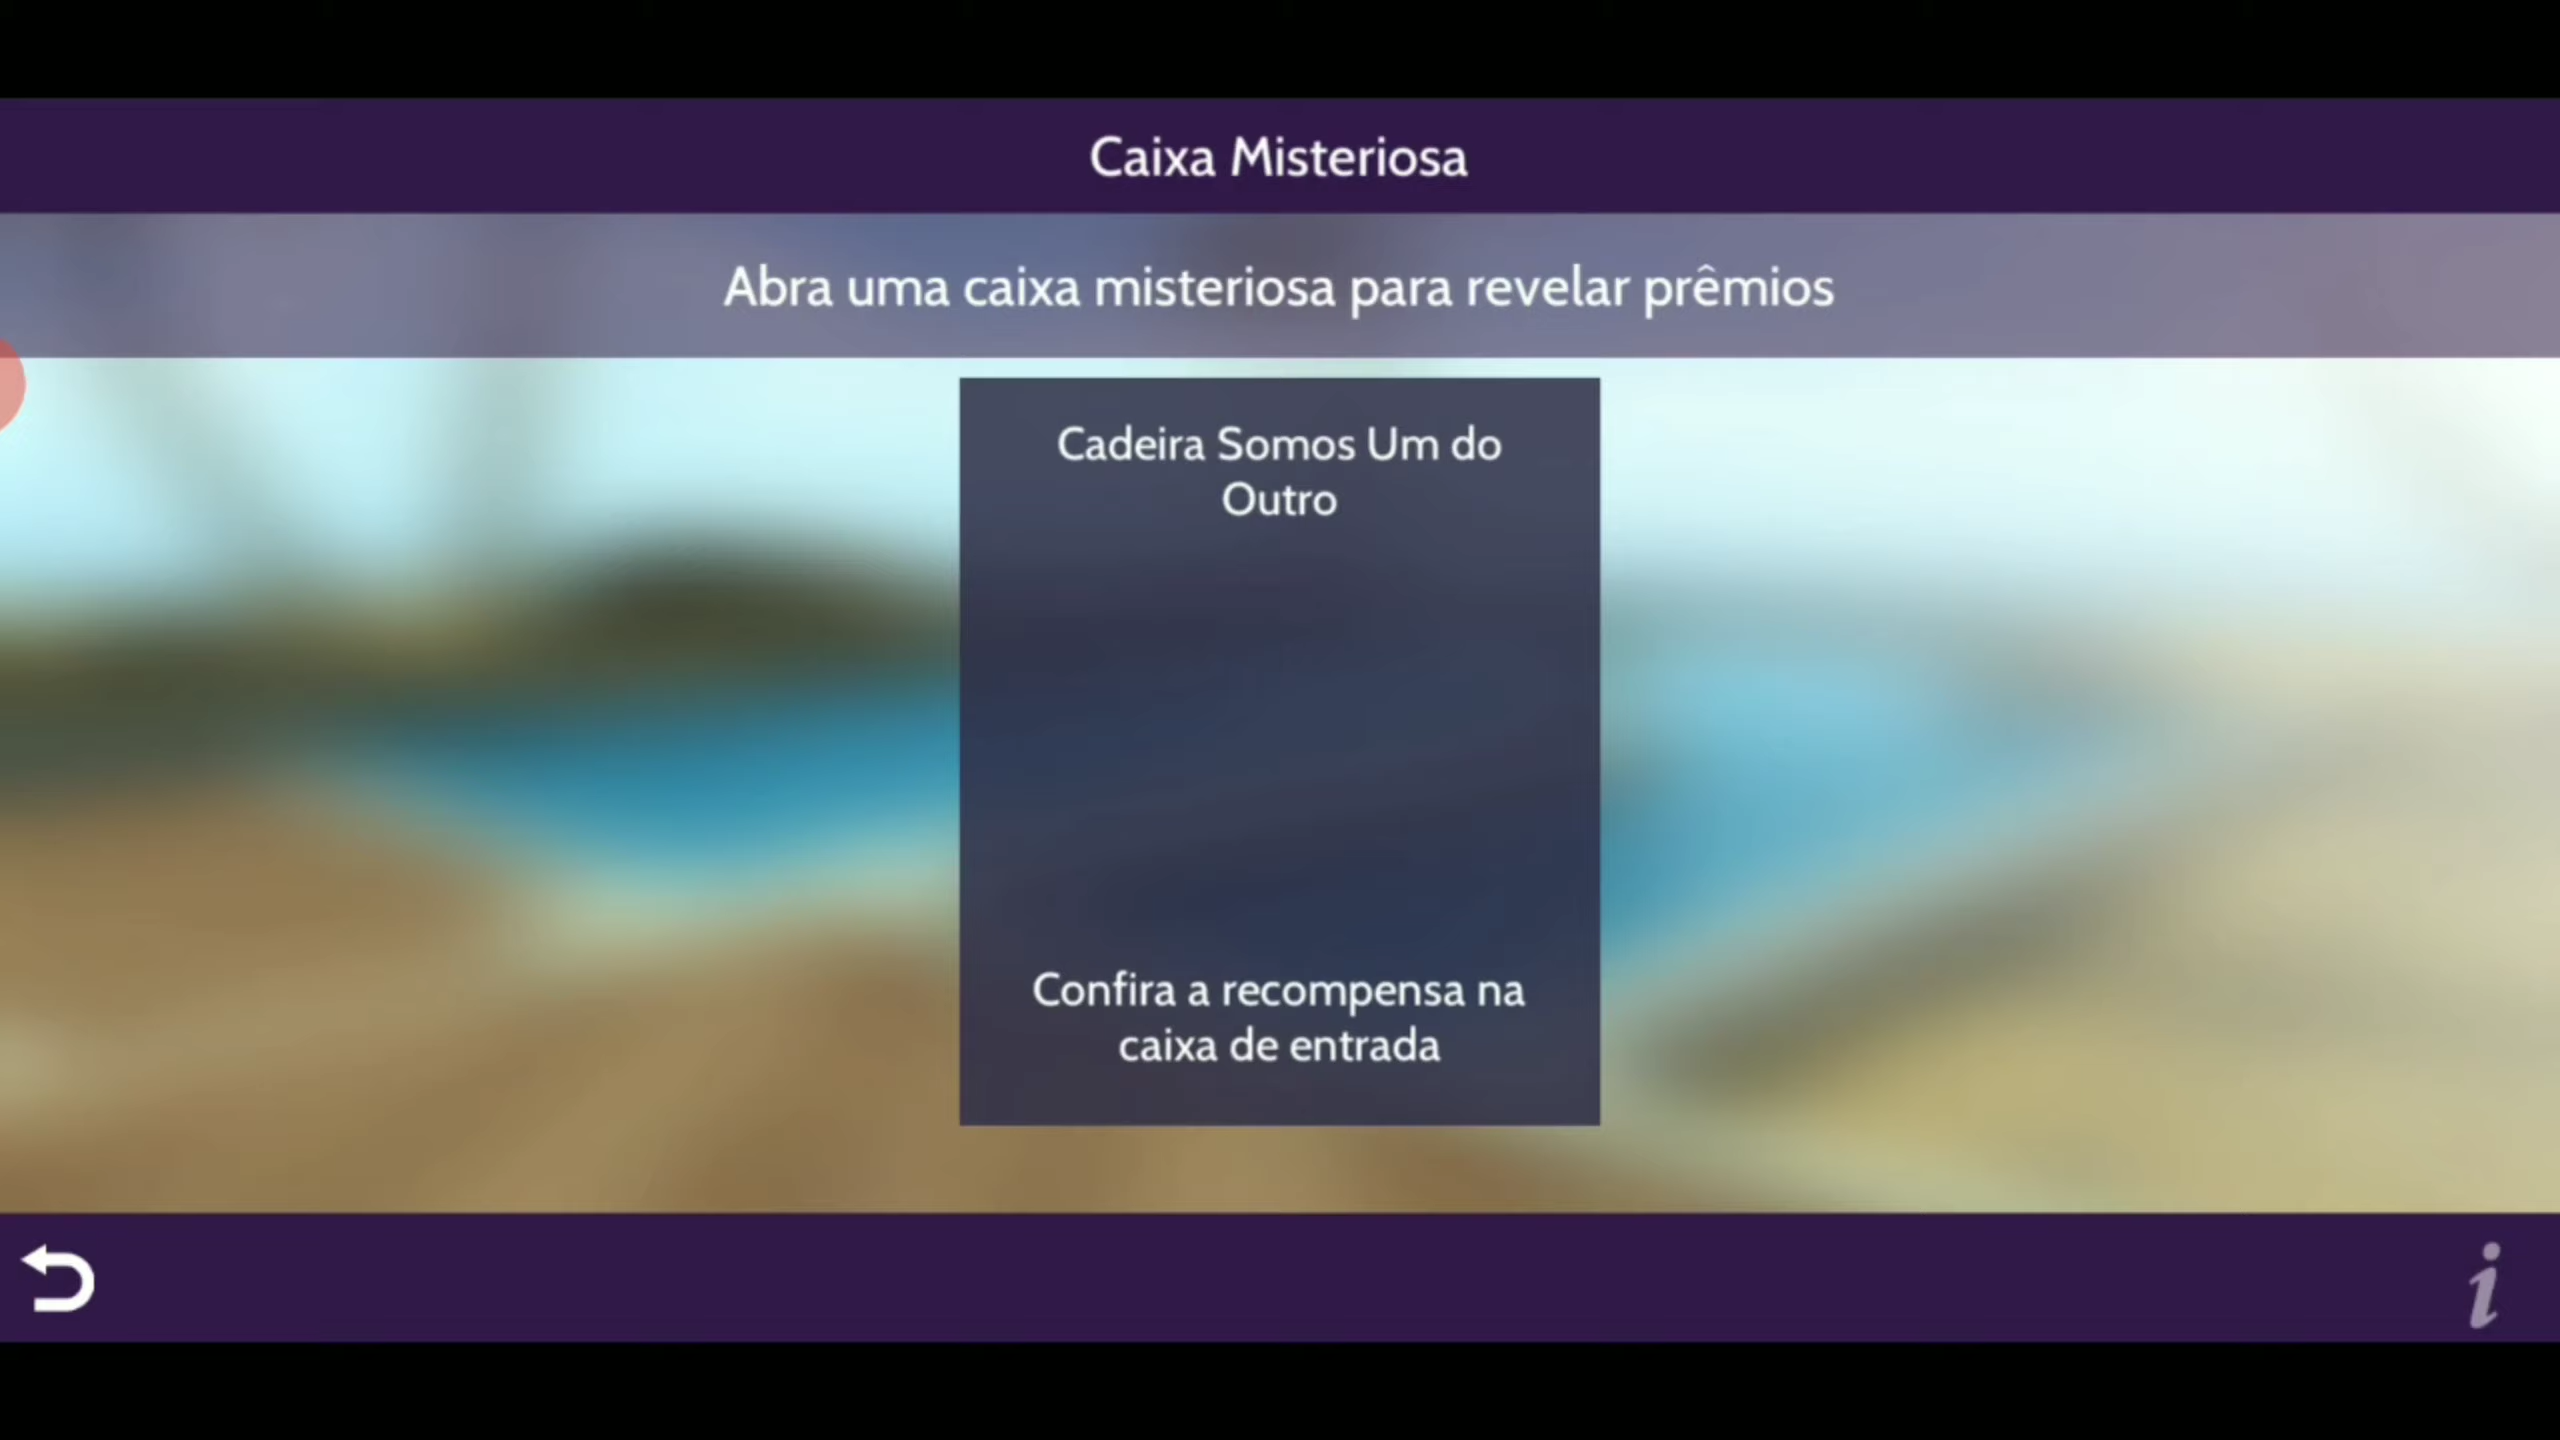 Caixa Misteriosa
Abra uma caixa misteriosa para revelar prêmios
Cadeira Somos Um do
Outro
Confira a recompensa na
caixa de entrada
i